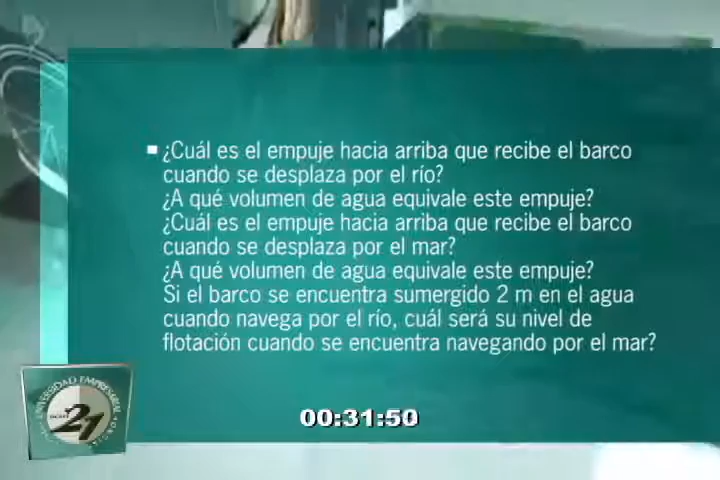 ¿Cuál es el empuje hacia arriba que recibe el barco
cuando se desplaza por el río?
¿A qué volumen de agua equivale este empuje?
¿Cuál es el empuje hacia arriba que recibe el barco
cuando se desplaza por el mar?
¿A qué volumen de agua equivale este empuje?
Si el barco se encuentra sumergido 2 m en el agua
cuando navega por el río, cuál será su nivel de
flotación cuando se encuentra navegando por el mar?
UNIVERSIDAD EMPRESARIAL
21
00:31:50